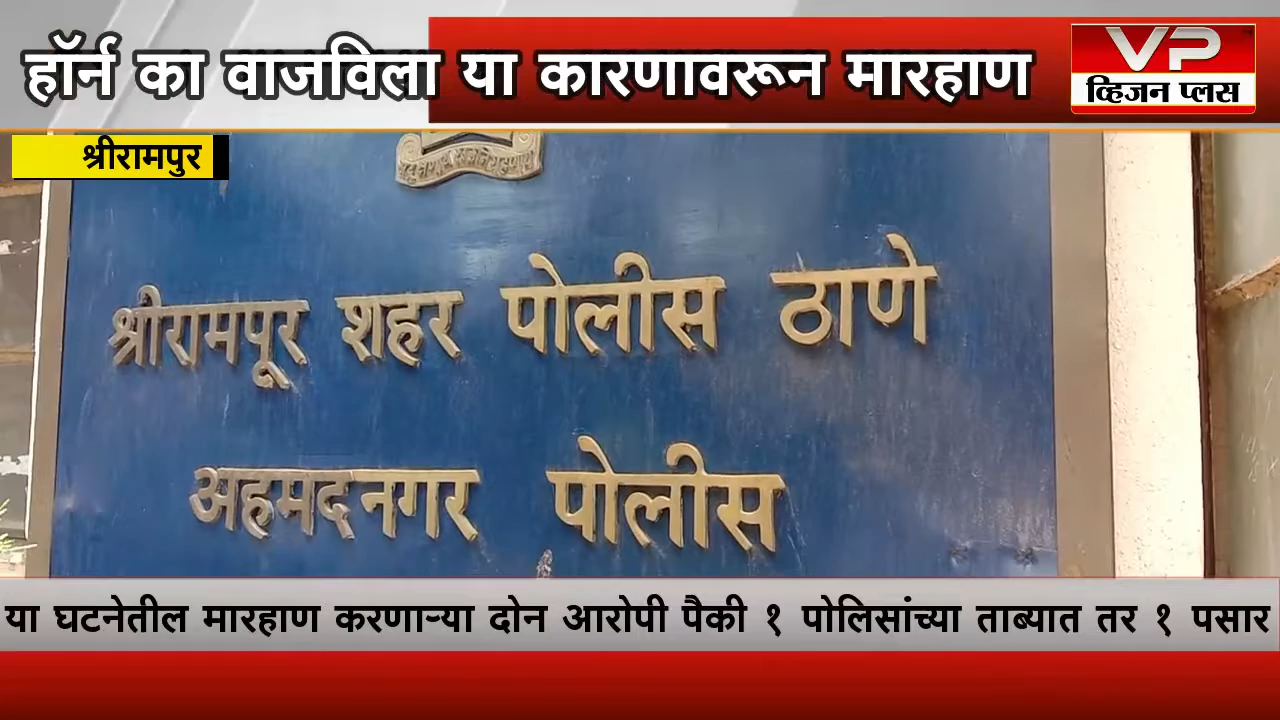 हॉर्न का वाजविला या कारणावरून मारहाण
VP
व्हिजन प्लस
श्रीरामपुर
श्रीरामपूर शहर पोलीस ठाणे
अहमदनगर पोलीस
या घटनेतील मारहाण करणाऱ्या दोन आरोपी पैकी १ पोलिसांच्या ताब्यात तर १ पसार